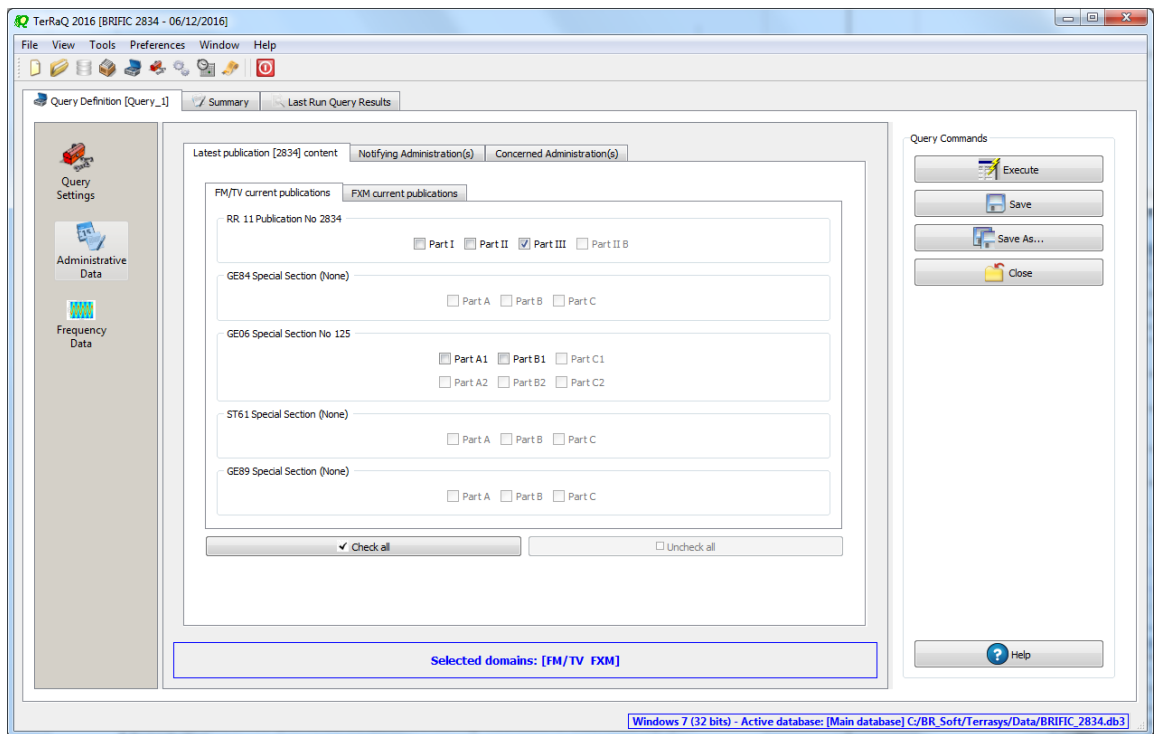 TerRaQ 2016 [BRIFIC 2834 - 06/12/2016]
File View Tools Preferences Window Help
Query Definition [Query_1] Summary Last Run Query Results
Query Settings
Administrative Data
Frequency Data
Latest publication [2834] content Notifying Administration(s) Concerned Administration(s)
FM/TV current publications FXM current publications
RR 11 Publication No 2834
Part I Part II Part III Part II B
GE84 Special Section (None)
Part A Part B Part C
GE06 Special Section No 125
Part A1 Part B1 Part C1
Part A2 Part B2 Part C2
ST61 Special Section (None)
Part A Part B Part C
GE89 Special Section (None)
Part A Part B Part C
Check all Uncheck all
Selected domains: [FM/TV FXM]
Query Commands
Execute
Save
Save As...
Close
Help
Windows 7 (32 bits) - Active database: [Main database] C:/BR_Soft/Terrasys/Data/BRIFIC_2834.db3